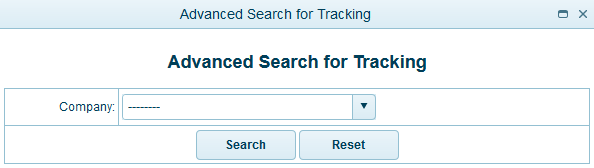 Advanced Search for Tracking
Advanced Search for Tracking
Company: --------
Search Reset